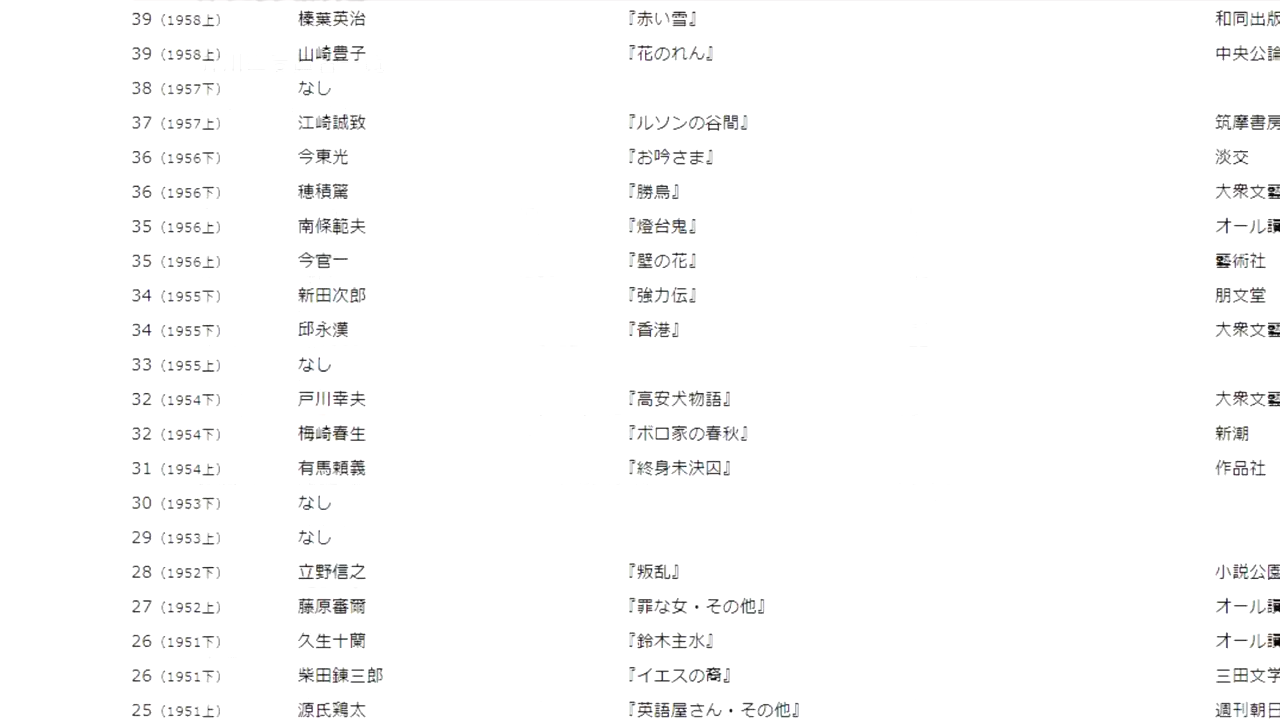 39（1958上） 榛葉英治 『赤い雪』 和同出版
39（1958上） 山崎豊子 『花のれん』 中央公論
38（1957下） なし
37（1957上） 江崎誠致 『ルソンの谷間』 筑摩書房
36（1956下） 今東光 『お吟さま』 淡交
36（1956下） 穂積驚 『勝烏』 大衆文藝
35（1956上） 南條範夫 『燈台鬼』 オール讀
35（1956上） 今官一 『壁の花』 藝術社
34（1955下） 新田次郎 『強力伝』 朋文堂
34（1955下） 邱永漢 『香港』 大衆文藝
33（1955上） なし
32（1954下） 戸川幸夫 『高安犬物語』 大衆文藝
32（1954下） 梅崎春生 『ボロ家の春秋』 新潮
31（1954上） 有馬頼義 『終身未決囚』 作品社
30（1953下） なし
29（1953上） なし
28（1952下） 立野信之 『叛乱』 小説公園
27（1952上） 藤原審爾 『罪な女・その他』 オール讀
26（1951下） 久生十蘭 『鈴木主水』 オール讀
26（1951下） 柴田錬三郎 『イエスの裔』 三田文学
25（1951上） 源氏鶏太 『英語屋さん・その他』 週刊朝日